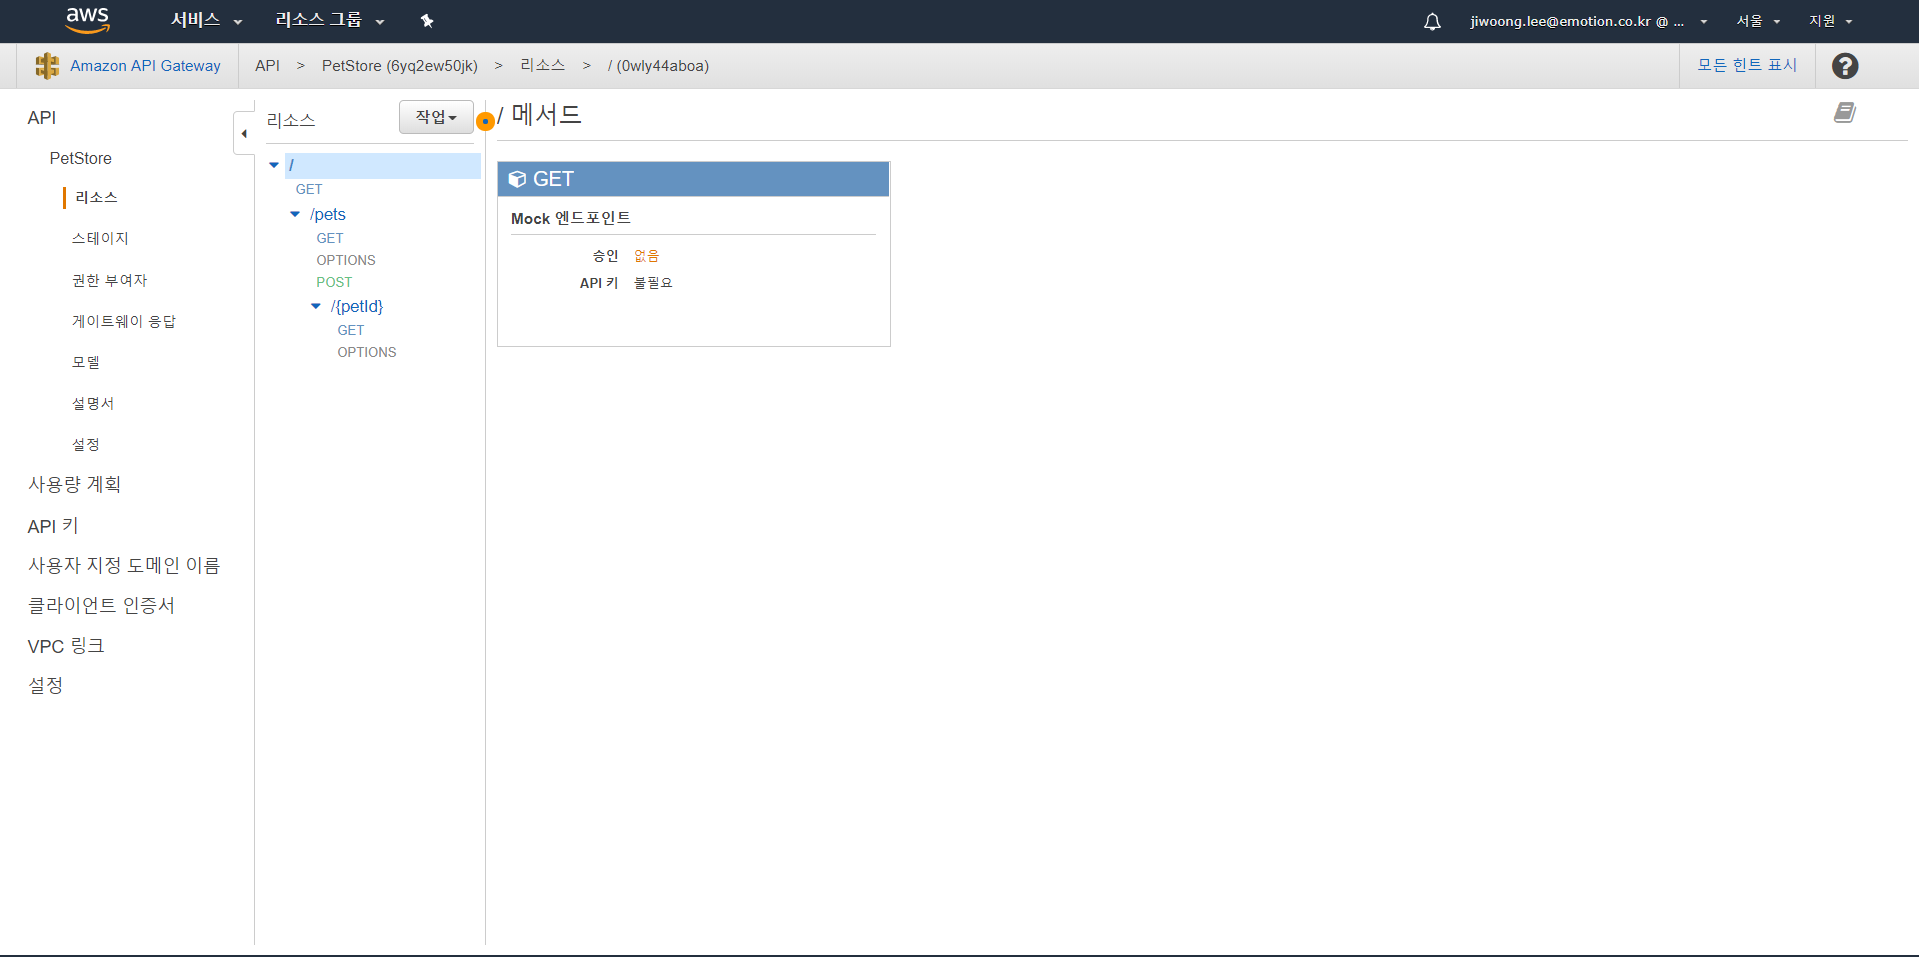 aws 서비스 리소스 그룹 jiwoong.lee@emotion.co.kr @ ... 서울 지원
Amazon API Gateway API > PetStore (6yq2ew50jk) > 리소스 > / (0wly44aboa) 모든 힌트 표시 ?
API
PetStore
리소스
스테이지
권한 부여자
게이트웨이 응답
모델
설명서
설정
사용량 계획
API 키
사용자 지정 도메인 이름
클라이언트 인증서
VPC 링크
설정
리소스 작업
/
GET
/pets
GET
OPTIONS
POST
/{petId}
GET
OPTIONS
/ 메서드
GET
Mock 엔드포인트
승인 없음
API 키 불필요